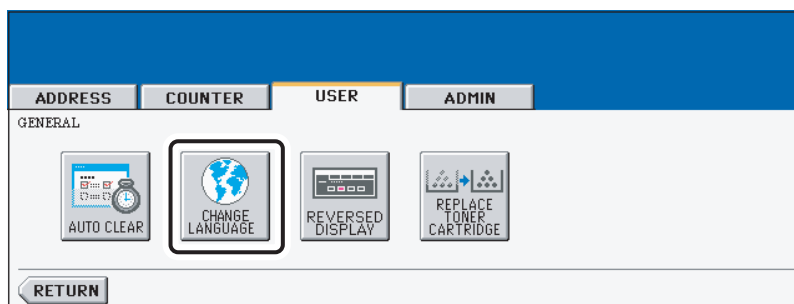 ADDRESS COUNTER USER ADMIN
GENERAL
AUTO CLEAR
CHANGE
LANGUAGE
REVERSED
DISPLAY
REPLACE
TONER
CARTRIDGE
RETURN